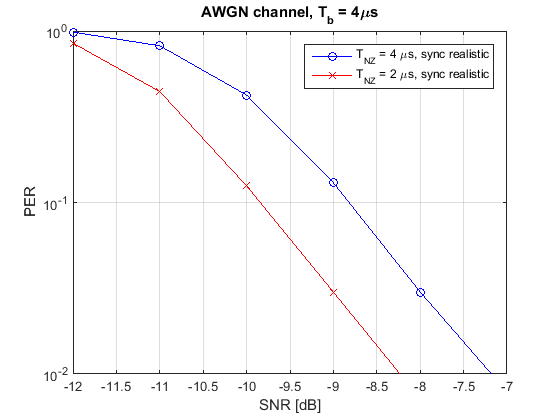 AWGN channel, T_b = 4μs
T_NZ = 4 μs, sync realistic
T_NZ = 2 μs, sync realistic
PER
10^0
10^-1
10^-2
-12 -11.5 -11 -10.5 -10 -9.5 -9 -8.5 -8 -7.5 -7
SNR [dB]